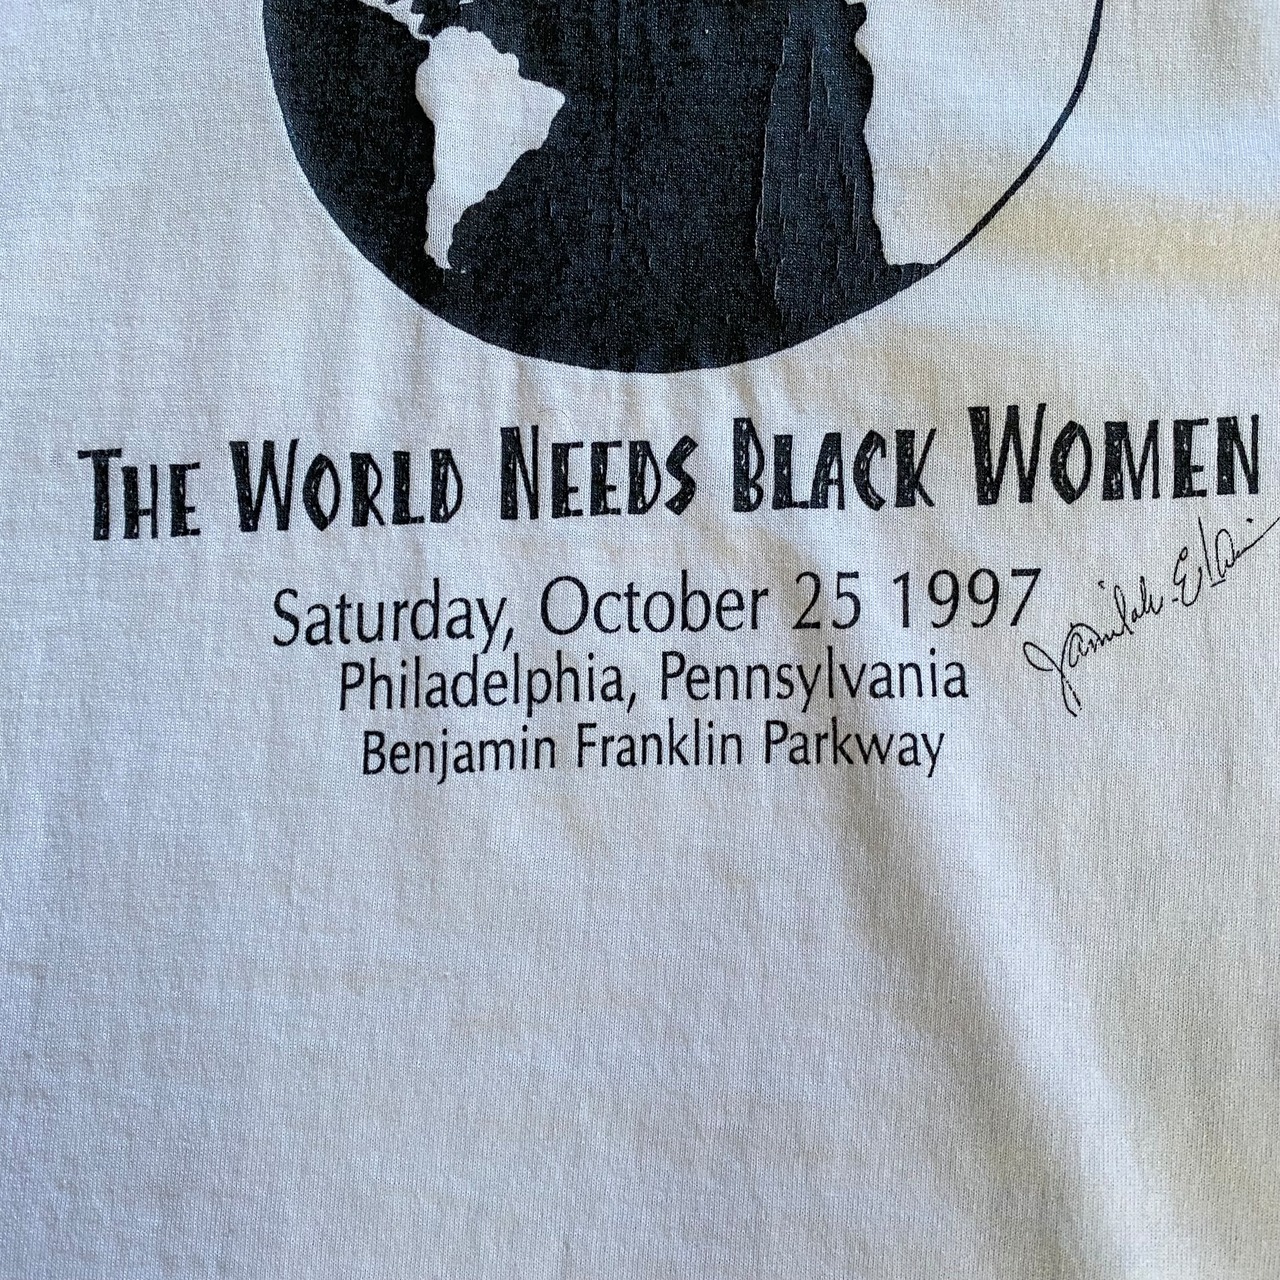 THE WORLD NEEDS BLACK WOMEN
Saturday, October 25 1997
Philadelphia, Pennsylvania
Benjamin Franklin Parkway